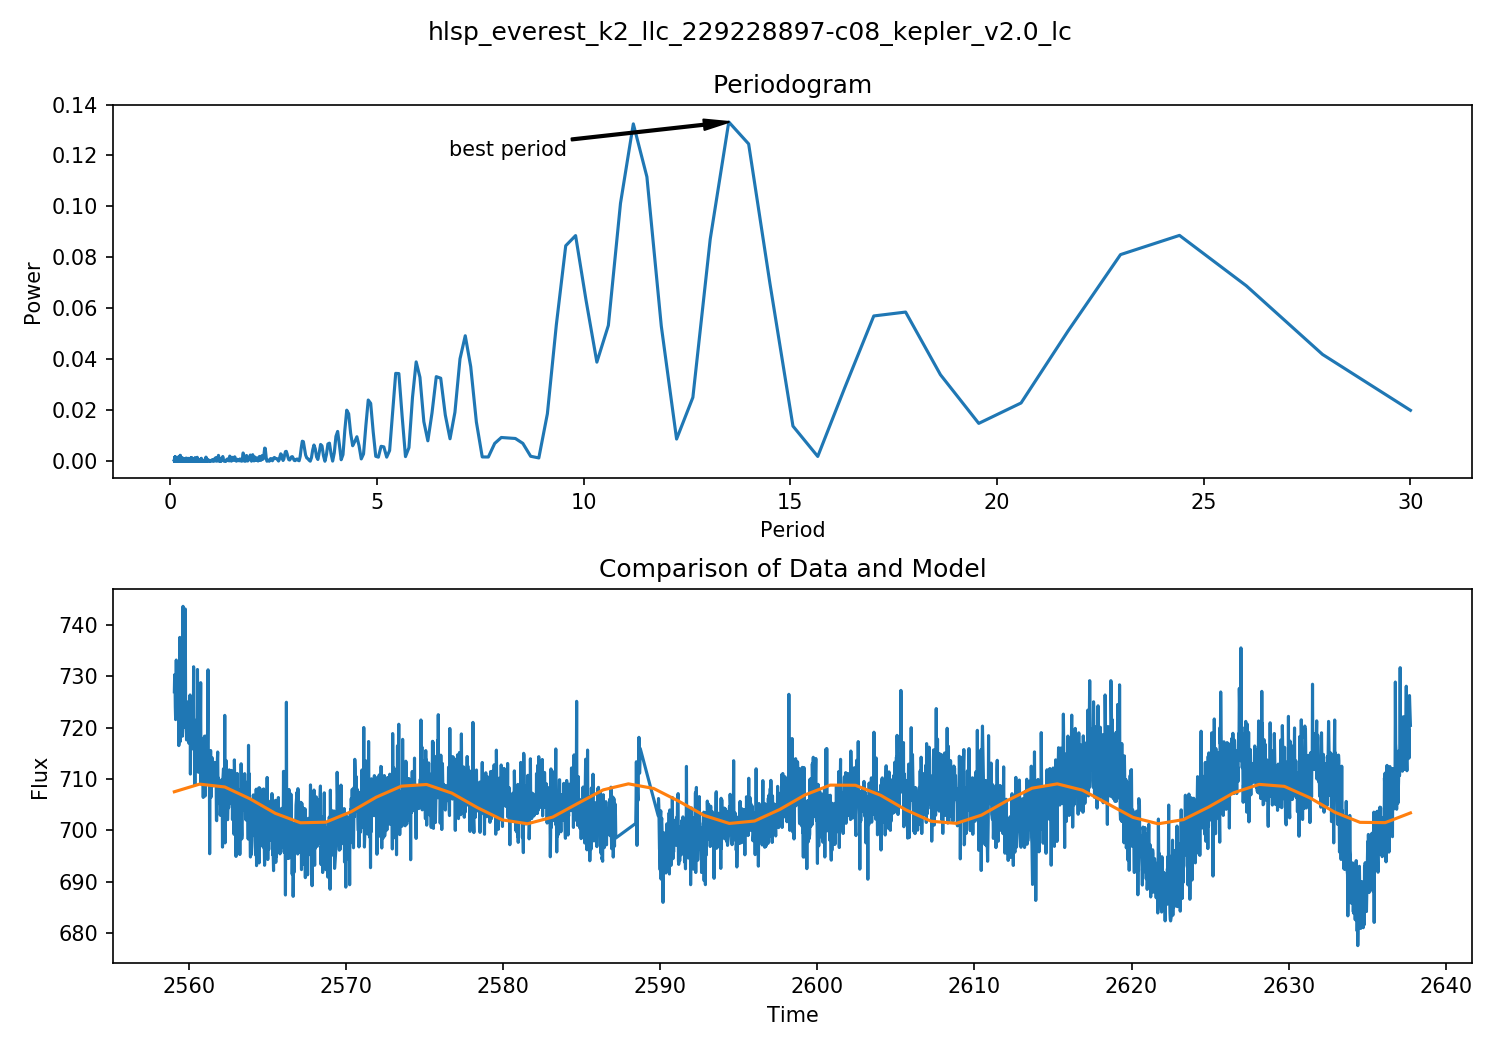 hlsp_everest_k2_llc_229228897-c08_kepler_v2.0_lc
Periodogram
0.14
0.12
0.10
0.08
0.06
0.04
0.02
0.00
Power
best period
0 5 10 15 20 25 30
Period
Comparison of Data and Model
740
730
720
710
700
690
680
Flux
2560 2570 2580 2590 2600 2610 2620 2630 2640
Time